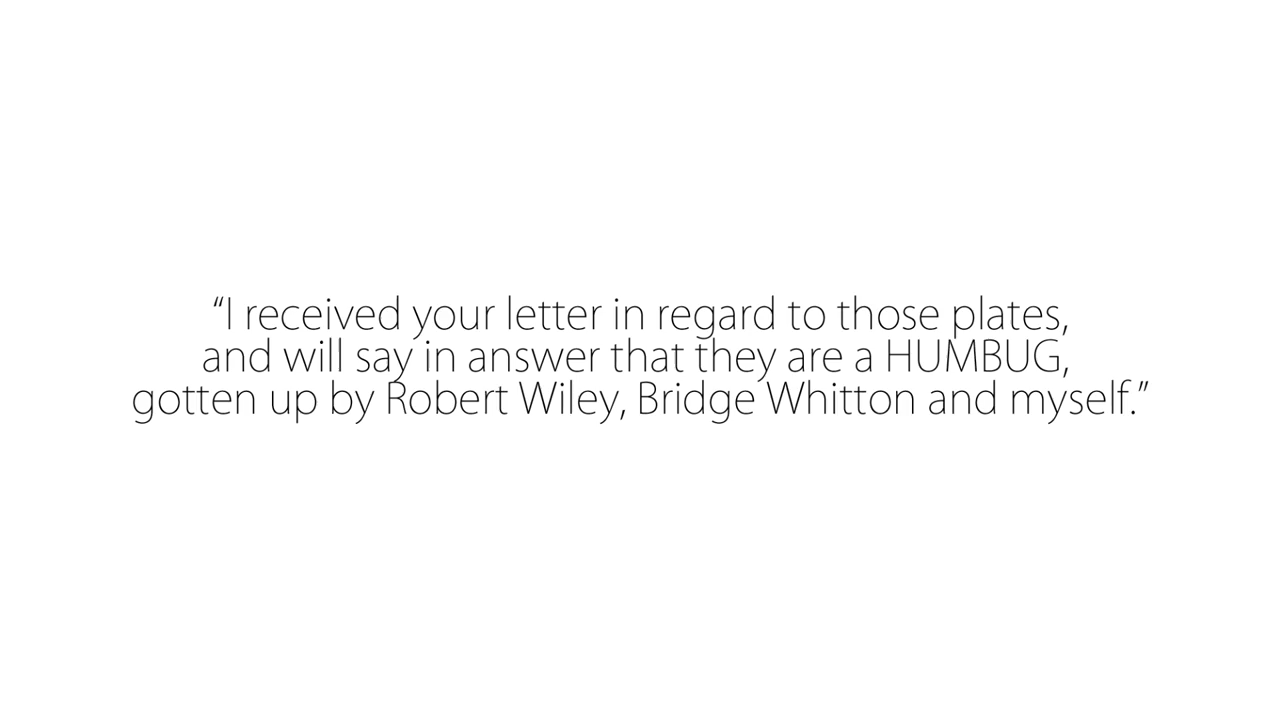 “I received your letter in regard to those plates,
and will say in answer that they are a HUMBUG,
gotten up by Robert Wiley, Bridge Whitton and myself.”